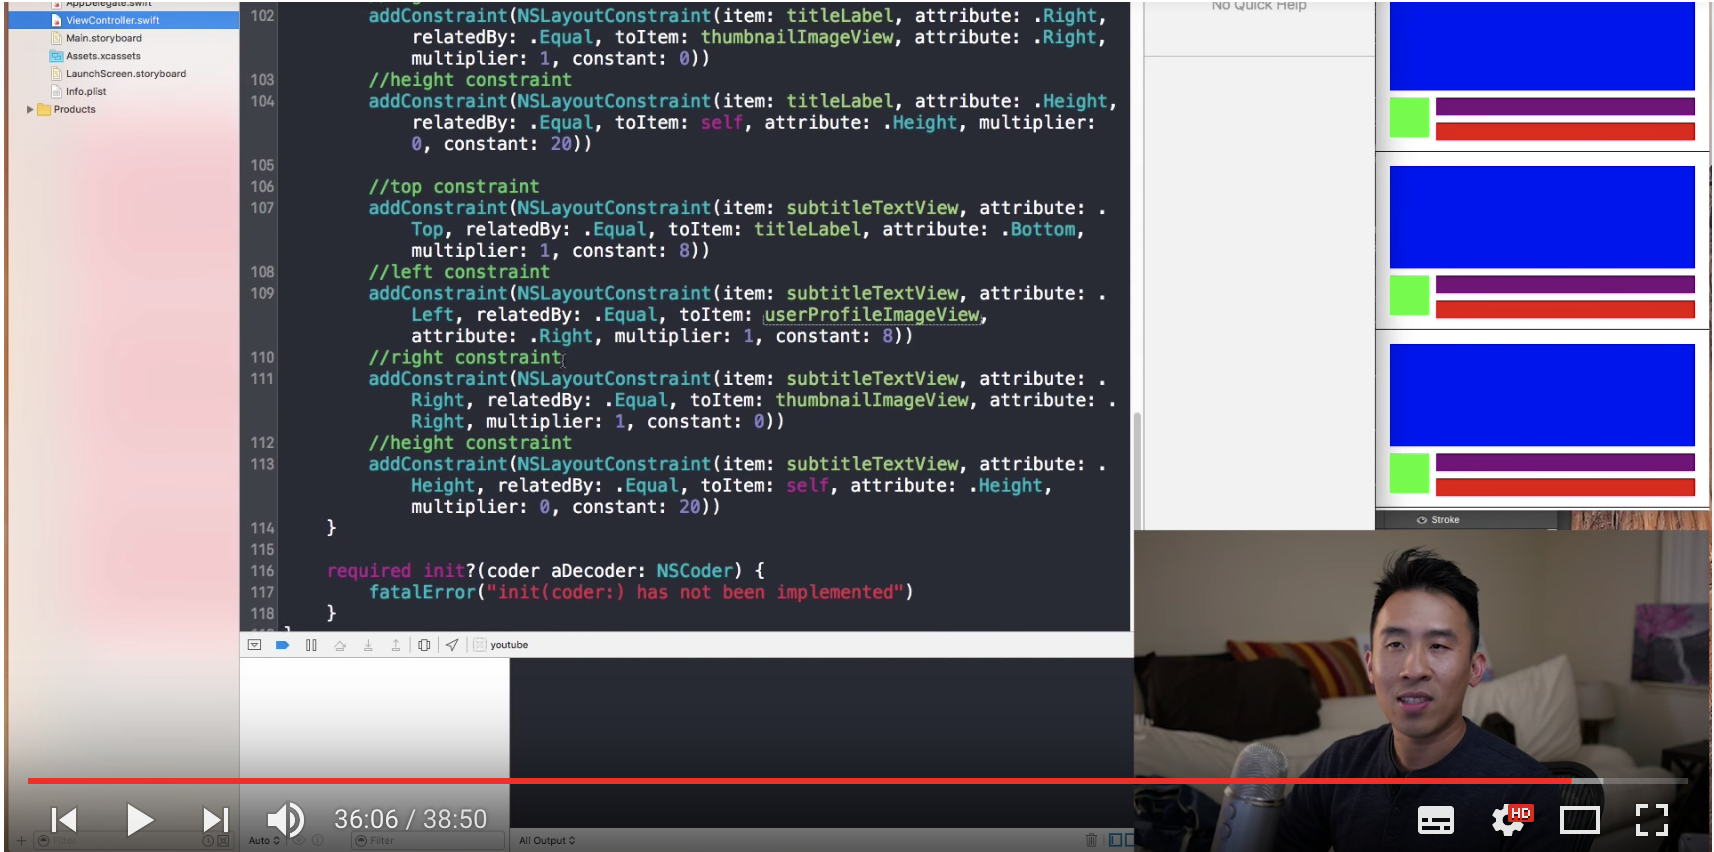 AppDelegate.swift
ViewController.swift
Main.storyboard
Assets.xcassets
LaunchScreen.storyboard
Info.plist
Products
102 addConstraint(NSLayoutConstraint(item: titleLabel, attribute: .Right,
relatedBy: .Equal, toItem: thumbnailImageView, attribute: .Right,
multiplier: 1, constant: 0))
103 //height constraint
104 addConstraint(NSLayoutConstraint(item: titleLabel, attribute: .Height,
relatedBy: .Equal, toItem: self, attribute: .Height, multiplier:
0, constant: 20))
105
106 //top constraint
107 addConstraint(NSLayoutConstraint(item: subtitleTextView, attribute: .
Top, relatedBy: .Equal, toItem: titleLabel, attribute: .Bottom,
multiplier: 1, constant: 8))
108 //left constraint
109 addConstraint(NSLayoutConstraint(item: subtitleTextView, attribute: .
Left, relatedBy: .Equal, toItem: userProfileImageView,
attribute: .Right, multiplier: 1, constant: 8))
110 //right constraint
111 addConstraint(NSLayoutConstraint(item: subtitleTextView, attribute: .
Right, relatedBy: .Equal, toItem: thumbnailImageView, attribute: .
Right, multiplier: 1, constant: 0))
112 //height constraint
113 addConstraint(NSLayoutConstraint(item: subtitleTextView, attribute: .
Height, relatedBy: .Equal, toItem: self, attribute: .Height,
multiplier: 0, constant: 20))
114 }
115
116 required init?(coder aDecoder: NSCoder) {
117 fatalError("init(coder:) has not been implemented")
118 }
youtube
No Quick Help
Stroke
36:06 / 38:50
HD
Auto
Filter
All Output